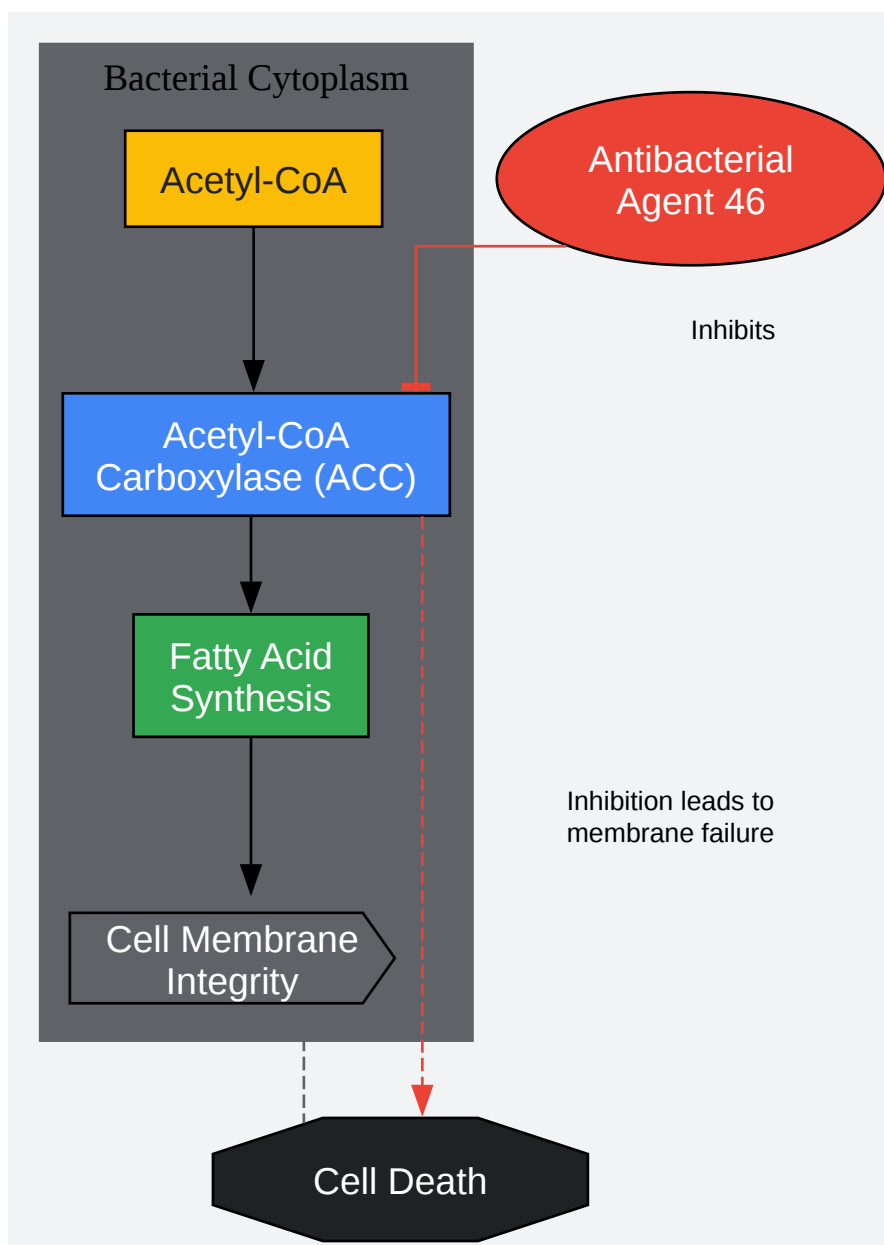 Bacterial Cytoplasm
Acetyl-CoA
Antibacterial
Agent 46
Inhibits
Acetyl-CoA
Carboxylase (ACC)
Fatty Acid
Synthesis
Inhibition leads to
membrane failure
Cell Membrane
Integrity
Cell Death